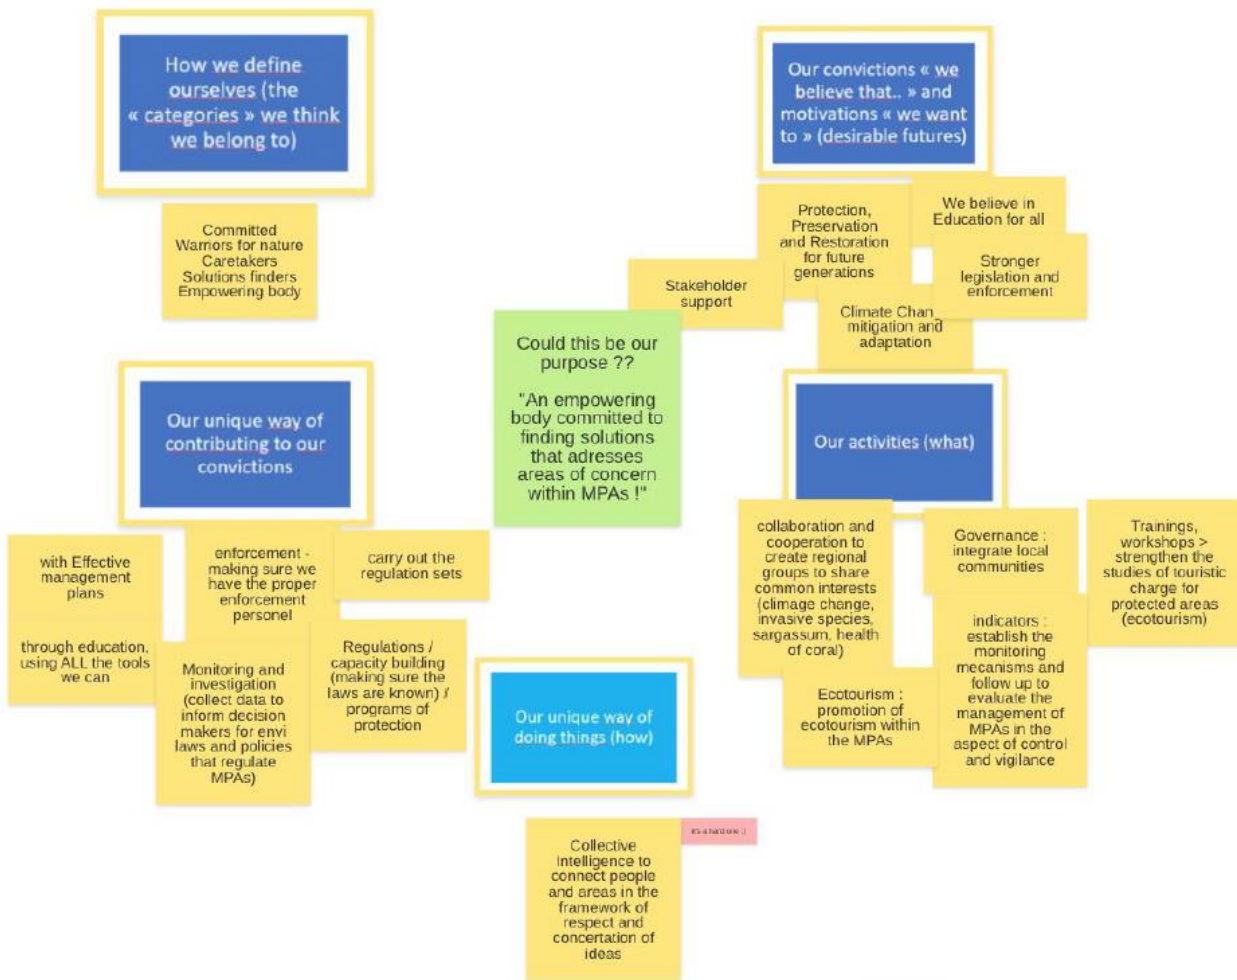 How we define
ourselves (the
« categories » we think
we belong to)
Committed
Warriors for nature
Caretakers
Solutions finders
Empowering body
Our convictions « we
believe that.. » and
motivations « we want
to » (desirable futures)
Protection,
Preservation
and Restoration
for future
generations
We believe in
Education for all
Stakeholder
support
Stronger
legislation and
enforcement
Climate Chan
mitigation and
adaptation
Could this be our
purpose ??
"An empowering
body committed to
finding solutions
that adresses
areas of concern
within MPAs !"
Our unique way of
contributing to our
convictions
with Effective
management
plans
enforcement -
making sure we
have the proper
enforcement
personel
carry out the
regulation sets
through education,
using ALL the tools
we can
Monitoring and
investigation
(collect data to
inform decision
makers for envi
laws and policies
that regulate
MPAs)
Regulations /
capacity building
(making sure the
laws are known) /
programs of
protection
Our activities (what)
collaboration and
cooperation to
create regional
groups to share
common interests
(climage change,
invasive species,
sargassum, health
of coral)
Governance :
integrate local
communities
Trainings,
workshops >
strengthen the
studies of touristic
charge for
protected areas
(ecotourism)
indicators :
establish the
monitoring
mecanisms and
follow up to
evaluate the
management of
MPAs in the
aspect of control
and vigilance
Ecotourism :
promotion of
ecotourism within
the MPAs
Our unique way of
doing things (how)
Collective
Intelligence to
connect people
and areas in the
framework of
respect and
concertation of
ideas